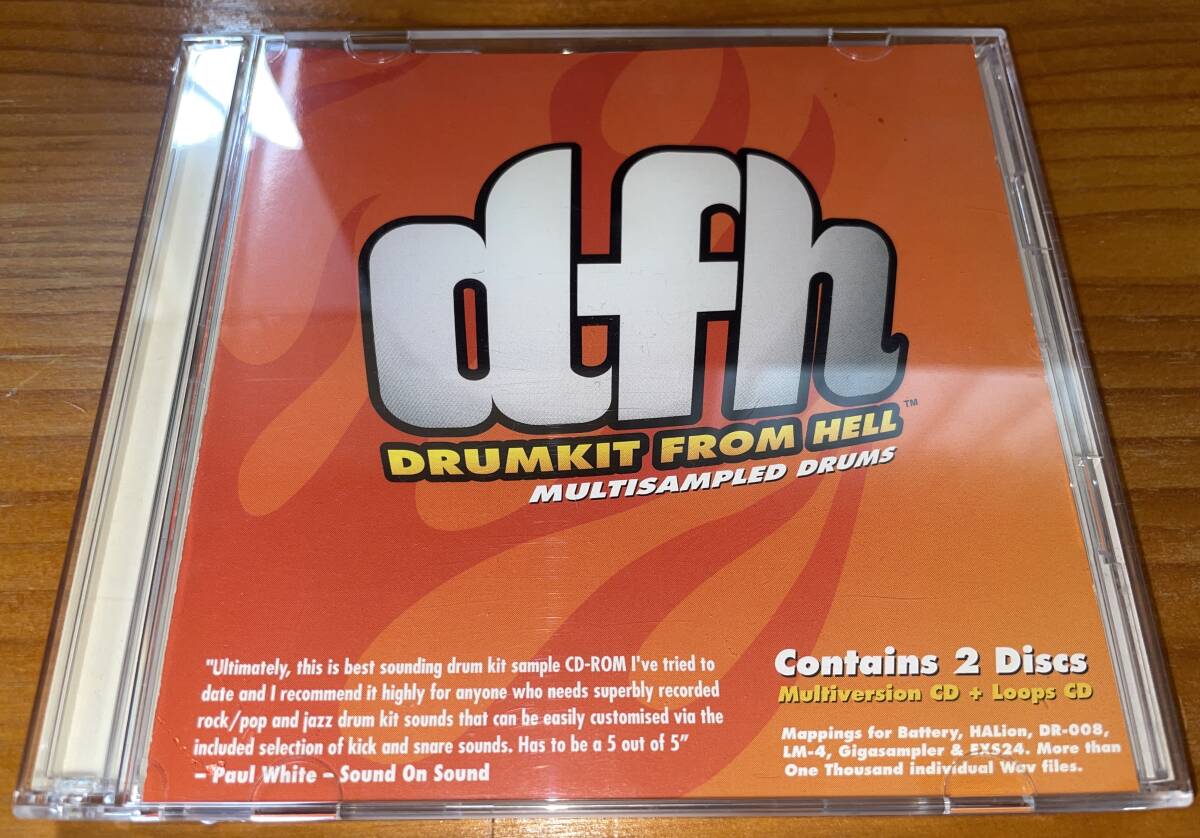 dfh
DRUMKIT FROM HELL™
MULTISAMPLED DRUMS
"Ultimately, this is best sounding drum kit sample CD-ROM I've tried to
date and I recommend it highly for anyone who needs superbly recorded
rock/pop and jazz drum kit sounds that can be easily customised via the
included selection of kick and snare sounds. Has to be a 5 out of 5"
– Paul White – Sound On Sound
Contains 2 Discs
Multiversion CD + Loops CD
Mappings for Battery, HALion, DR-008,
LM-4, Gigasampler & EXS24. More than
One Thousand individual Wav files.